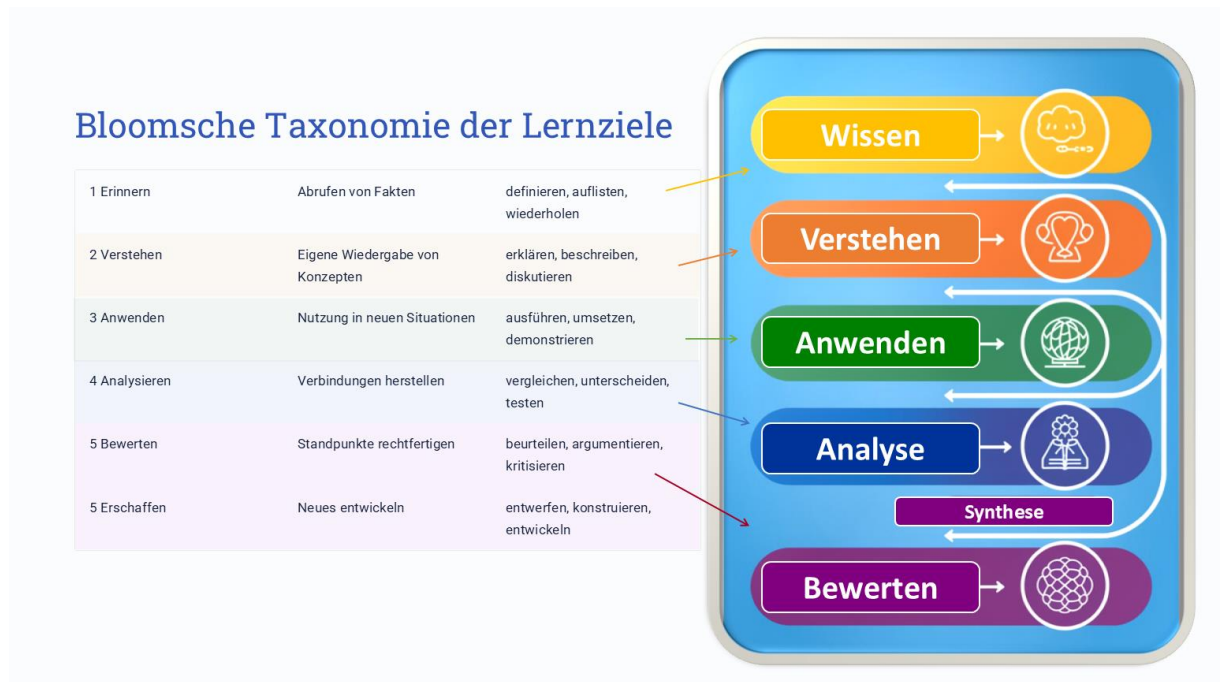 Bloomsche Taxonomie der Lernziele
1 Erinnern
Abrufen von Fakten
definieren, auflisten,
wiederholen
2 Verstehen
Eigene Wiedergabe von
Konzepten
erklären, beschreiben,
diskutieren
3 Anwenden
Nutzung in neuen Situationen
ausführen, umsetzen,
demonstrieren
4 Analysieren
Verbindungen herstellen
vergleichen, unterscheiden,
testen
5 Bewerten
Standpunkte rechtfertigen
beurteilen, argumentieren,
kritisieren
5 Erschaffen
Neues entwickeln
entwerfen, konstruieren,
entwickeln
Wissen
Verstehen
Anwenden
Analyse
Synthese
Bewerten